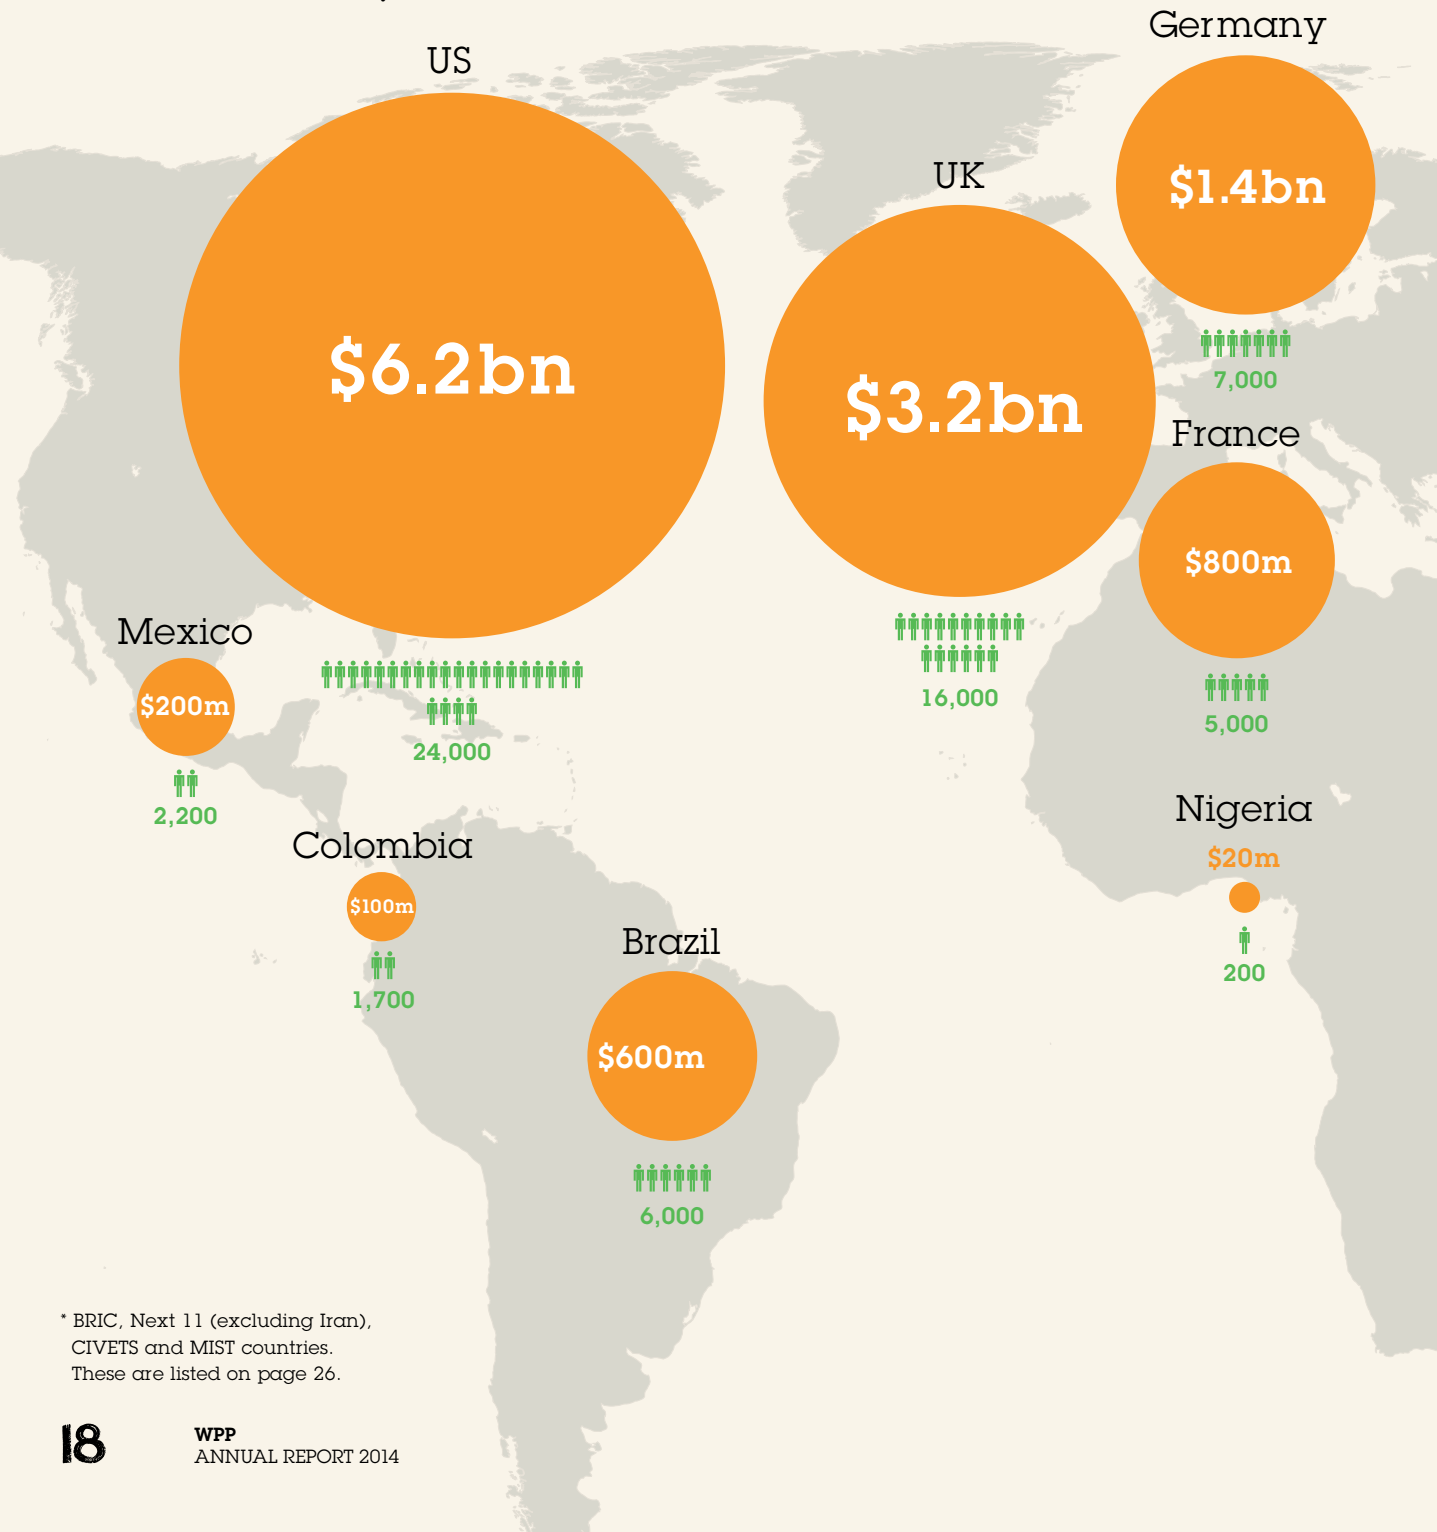 US
$6.2bn
24,000
UK
$3.2bn
16,000
Germany
$1.4bn
7,000
France
$800m
5,000
Mexico
$200m
2,200
Colombia
$100m
1,700
Brazil
$600m
6,000
Nigeria
$20m
200
* BRIC, Next 11 (excluding Iran),
CIVETS and MIST countries.
These are listed on page 26.
18
WPP
ANNUAL REPORT 2014